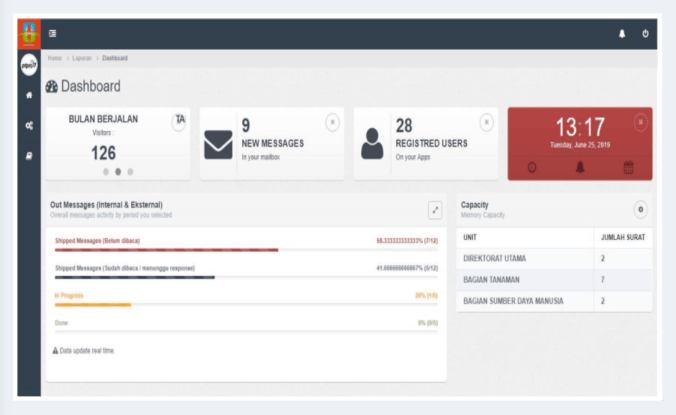 Home > Laporan > Dashboard
Dashboard
BULAN BERJALAN
TA
Visitors :
126
9
NEW MESSAGES
In your mailbox
28
REGISTRED USERS
On your Apps
13:17
Tuesday, June 25, 2019
Out Messages (Internal & Eksternal)
Overall messages activity by period you selected
Shipped Messages (Belum dibaca)
58.333333333333% (7/12)
Shipped Messages (Sudah dibaca / menunggu response)
41.666666666667% (5/12)
In Progress
20% (1/5)
Done
0% (0/5)
Data update real time.
Capacity
Memory Capacity
UNIT JUMLAH SURAT
DIREKTORAT UTAMA 2
BAGIAN TANAMAN 7
BAGIAN SUMBER DAYA MANUSIA 2